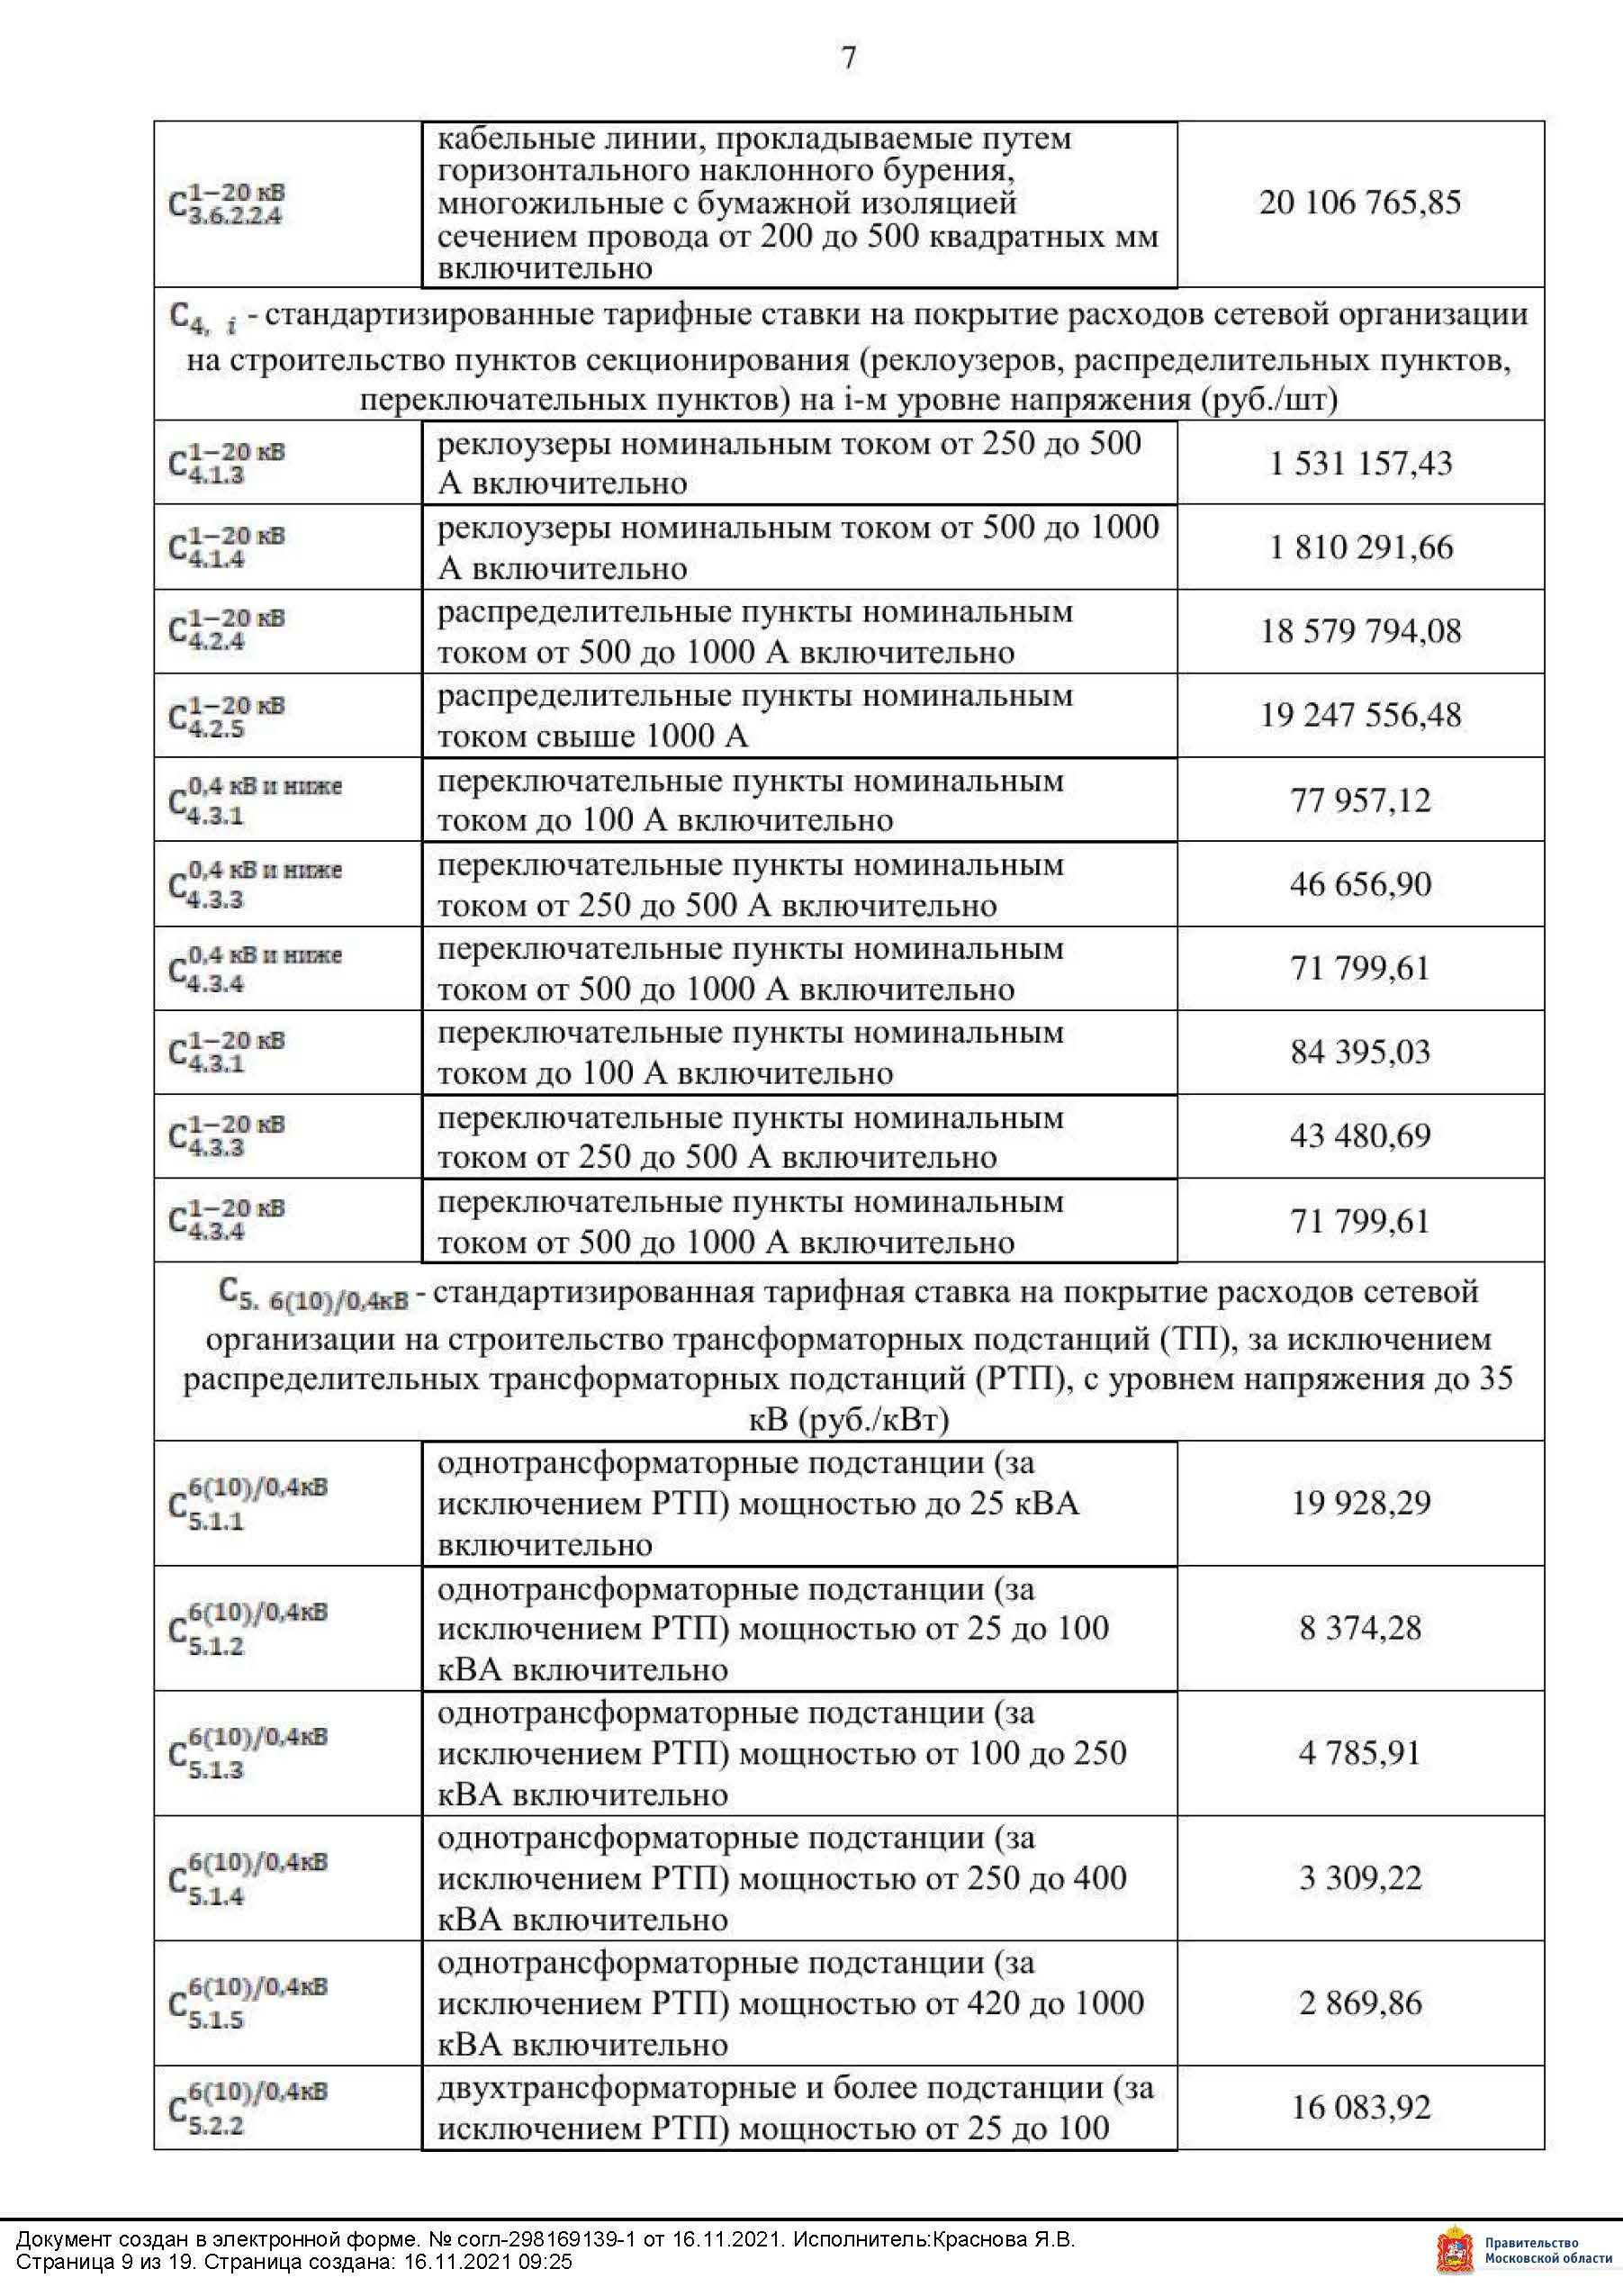 7
C 1–20 кВ 3.6.2.2.4
кабельные линии, прокладываемые путем
горизонтального наклонного бурения,
многожильные с бумажной изоляцией
сечением провода от 200 до 500 квадратных мм
включительно
20 106 765,85
C4, i - стандартизированные тарифные ставки на покрытие расходов сетевой организации
на строительство пунктов секционирования (реклоузеров, распределительных пунктов,
переключательных пунктов) на i-м уровне напряжения (руб./шт)
C 1–20 кВ 4.1.3
реклоузеры номинальным током от 250 до 500
А включительно
1 531 157,43
C 1–20 кВ 4.1.4
реклоузеры номинальным током от 500 до 1000
А включительно
1 810 291,66
C 1–20 кВ 4.2.4
распределительные пункты номинальным
током от 500 до 1000 А включительно
18 579 794,08
C 1–20 кВ 4.2.5
распределительные пункты номинальным
током свыше 1000 А
19 247 556,48
C 0,4 кВ и ниже 4.3.1
переключательные пункты номинальным
током до 100 А включительно
77 957,12
C 0,4 кВ и ниже 4.3.3
переключательные пункты номинальным
током от 250 до 500 А включительно
46 656,90
C 0,4 кВ и ниже 4.3.4
переключательные пункты номинальным
током от 500 до 1000 А включительно
71 799,61
C 1–20 кВ 4.3.1
переключательные пункты номинальным
током до 100 А включительно
84 395,03
C 1–20 кВ 4.3.3
переключательные пункты номинальным
током от 250 до 500 А включительно
43 480,69
C 1–20 кВ 4.3.4
переключательные пункты номинальным
током от 500 до 1000 А включительно
71 799,61
C5. 6(10)/0,4кВ - стандартизированная тарифная ставка на покрытие расходов сетевой
организации на строительство трансформаторных подстанций (ТП), за исключением
распределительных трансформаторных подстанций (РТП), с уровнем напряжения до 35
кВ (руб./кВт)
C 6(10)/0,4кВ 5.1.1
однотрансформаторные подстанции (за
исключением РТП) мощностью до 25 кВА
включительно
19 928,29
C 6(10)/0,4кВ 5.1.2
однотрансформаторные подстанции (за
исключением РТП) мощностью от 25 до 100
кВА включительно
8 374,28
C 6(10)/0,4кВ 5.1.3
однотрансформаторные подстанции (за
исключением РТП) мощностью от 100 до 250
кВА включительно
4 785,91
C 6(10)/0,4кВ 5.1.4
однотрансформаторные подстанции (за
исключением РТП) мощностью от 250 до 400
кВА включительно
3 309,22
C 6(10)/0,4кВ 5.1.5
однотрансформаторные подстанции (за
исключением РТП) мощностью от 420 до 1000
кВА включительно
2 869,86
C 6(10)/0,4кВ 5.2.2
двухтрансформаторные и более подстанции (за
исключением РТП) мощностью от 25 до 100
16 083,92
Документ создан в электронной форме. № согл-298169139-1 от 16.11.2021. Исполнитель:Краснова Я.В.
Страница 9 из 19. Страница создана: 16.11.2021 09:25
Правительство
Московской области